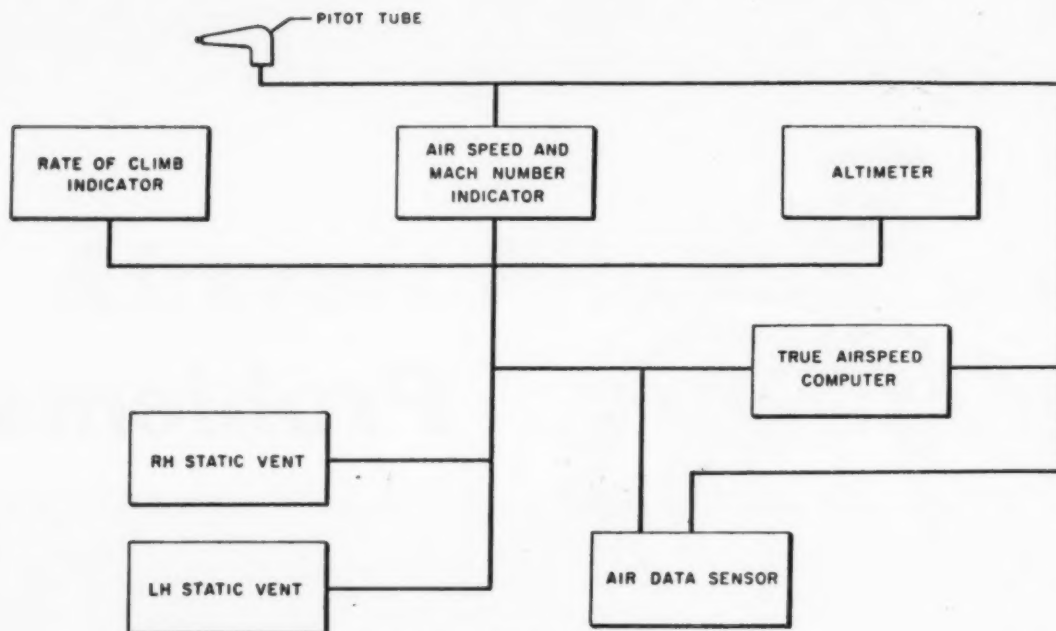 PITOT TUBE
RATE OF CLIMB
INDICATOR
AIR SPEED AND
MACH NUMBER
INDICATOR
ALTIMETER
TRUE AIRSPEED
COMPUTER
RH STATIC VENT
LH STATIC VENT
AIR DATA SENSOR